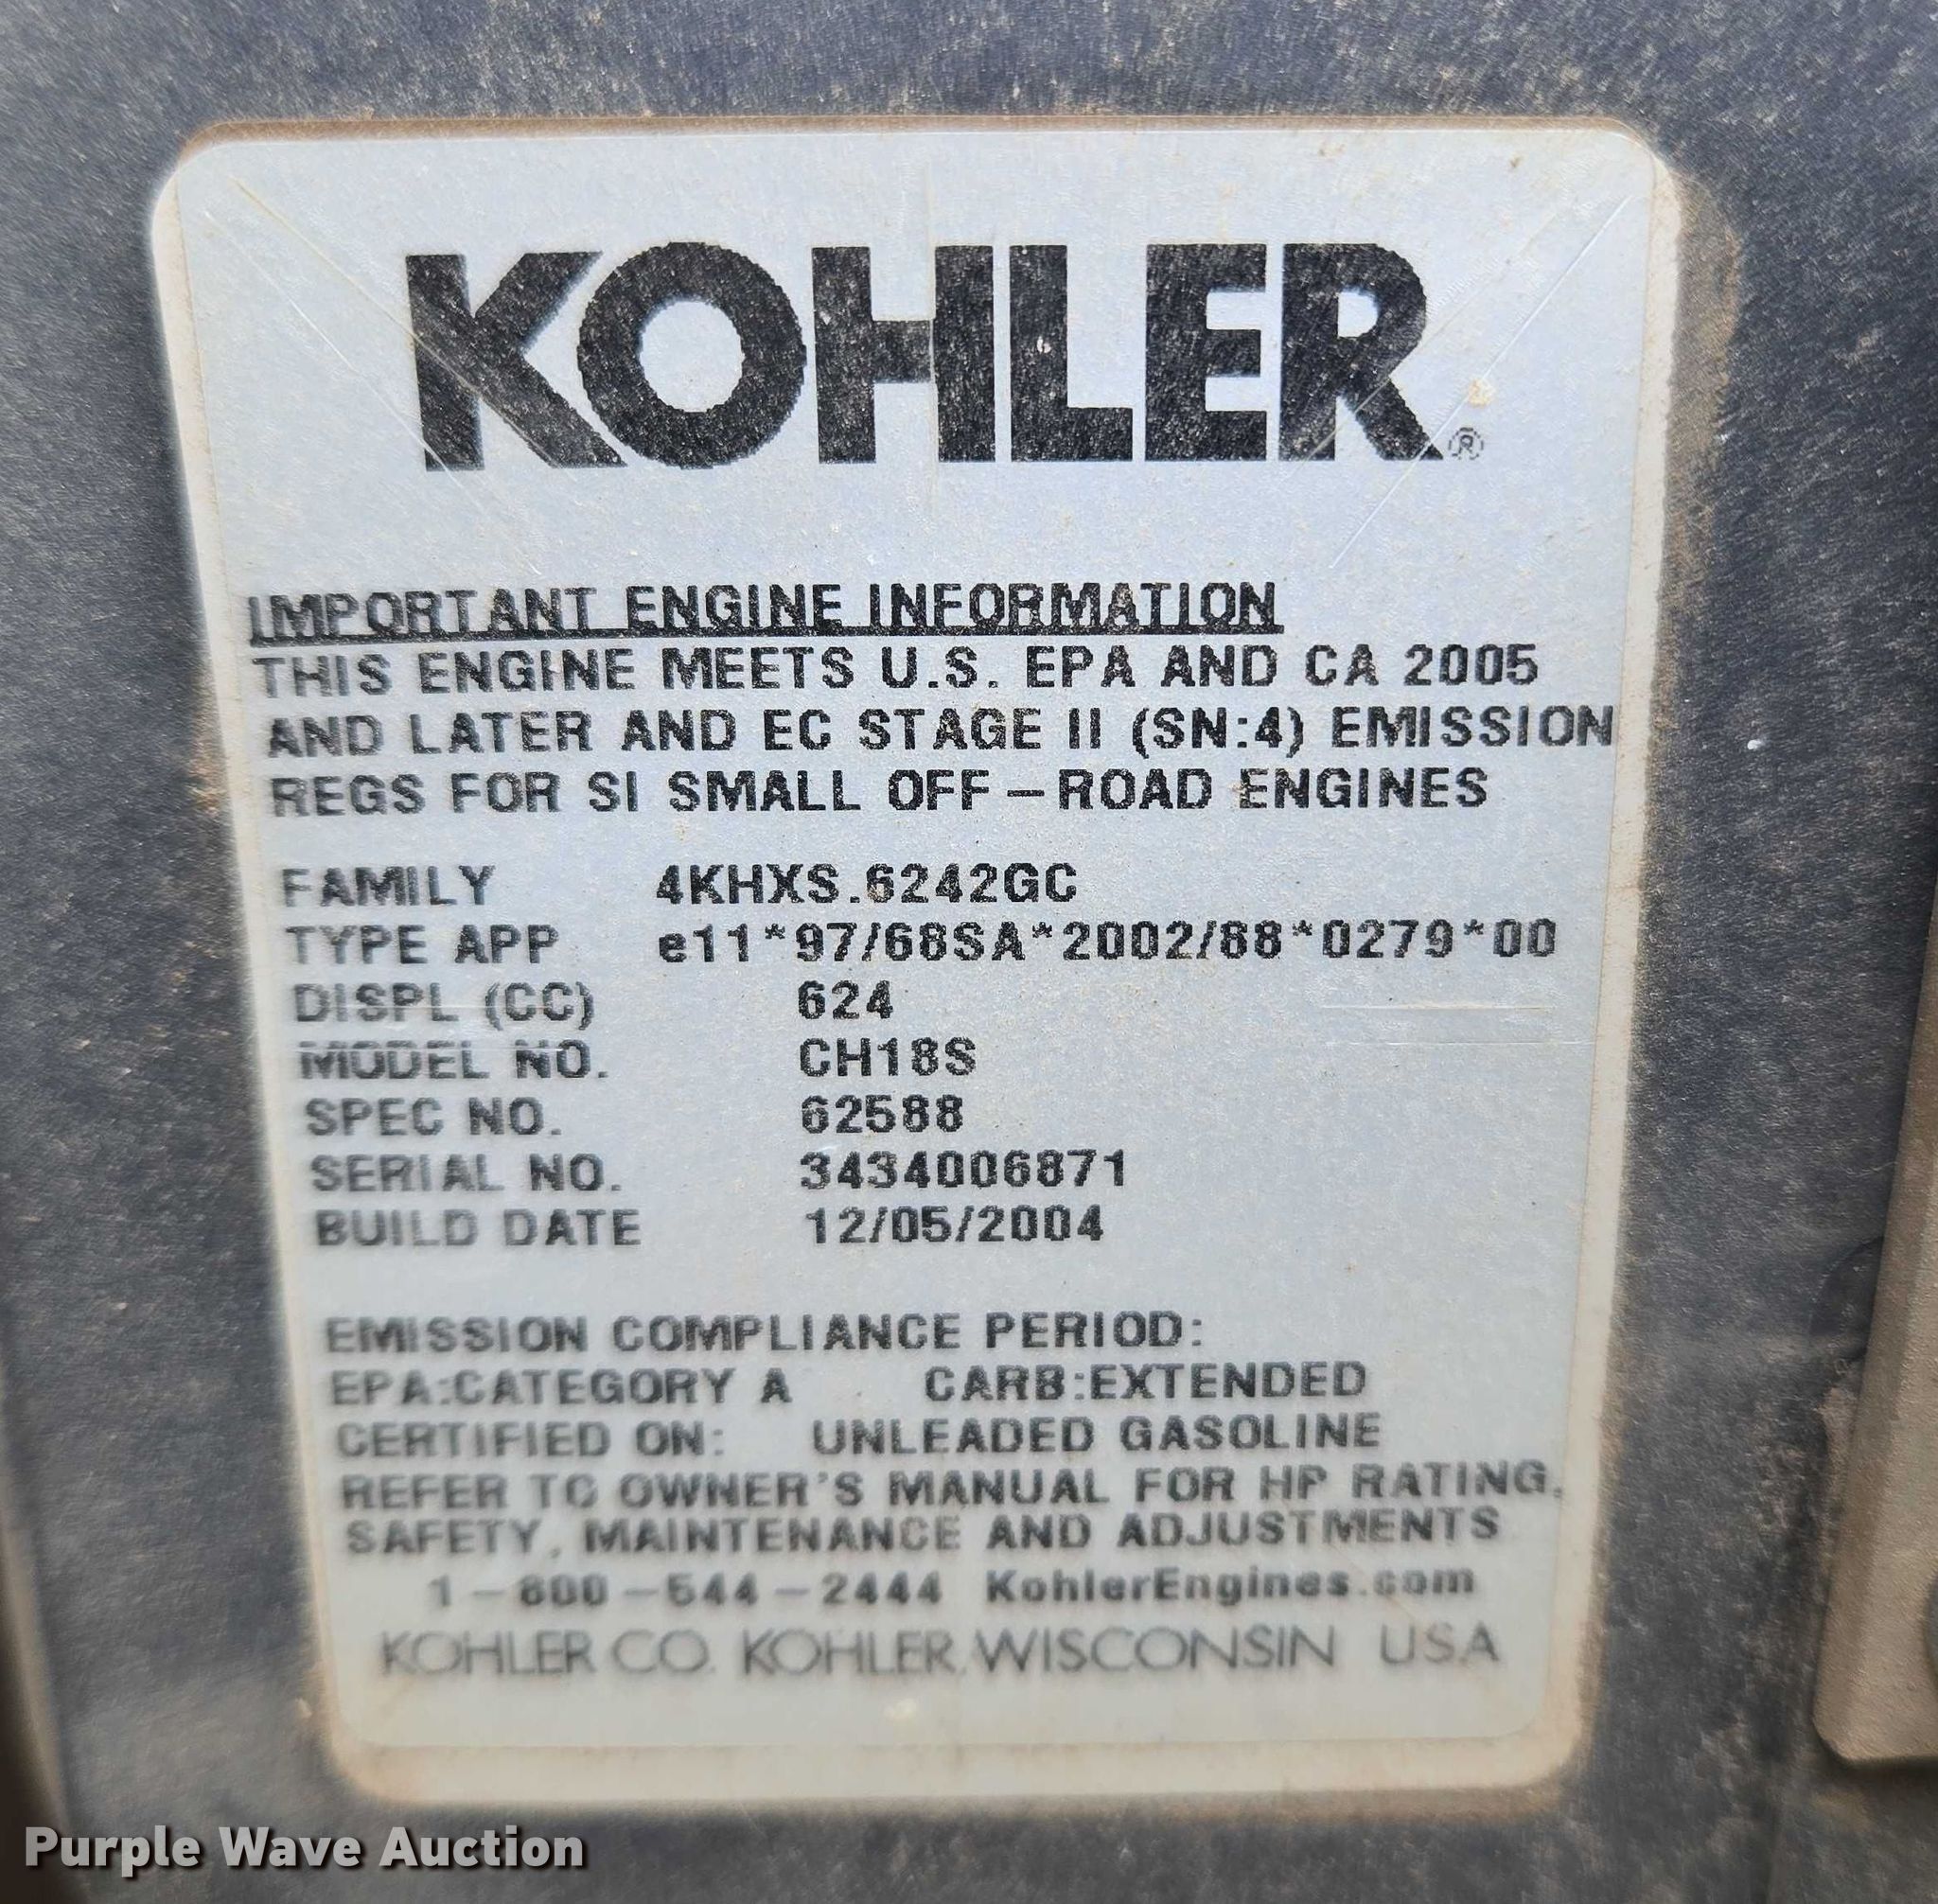 KOHLER®
IMPORTANT ENGINE INFORMATION
THIS ENGINE MEETS U.S. EPA AND CA 2005
AND LATER AND EC STAGE II (SN:4) EMISSION
REGS FOR SI SMALL OFF-ROAD ENGINES
FAMILY 4KHXS.6242GC
TYPE APP e11*97/68SA*2002/88*0279*00
DISPL (CC) 624
MODEL NO. CH18S
SPEC NO. 62588
SERIAL NO. 3434006871
BUILD DATE 12/05/2004
EMISSION COMPLIANCE PERIOD:
EPA:CATEGORY A CARB:EXTENDED
CERTIFIED ON: UNLEADED GASOLINE
REFER TO OWNER'S MANUAL FOR HP RATING,
SAFETY, MAINTENANCE AND ADJUSTMENTS
1-800-544-2444 KohlerEngines.com
KOHLER CO. KOHLER, WISCONSIN USA
Purple Wave Auction